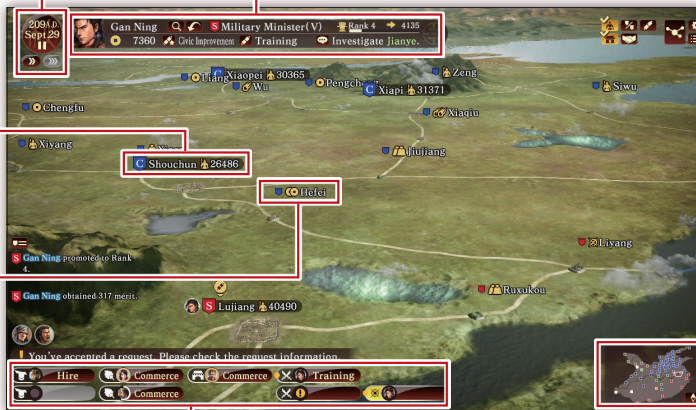 209A.D.
Sept.29
Gan Ning S Military Minister(V) Rank 4 4135
7360 Civic Improvement Training Investigate Jianye.
Liang
C Xiaopei 30365
Wu
Pengcheng
Zeng
C Xiapi 31371
Siwu
Chengfu
Xiaqiu
Xiyang
Jiujiang
C Shouchun 26486
Hefei
Liyang
S Gan Ning promoted to Rank
4.
S Gan Ning obtained 317 merit.
Ruxukou
S Lujiang 40490
! You've accepted a request. Please check the request information.
Hire Commerce Commerce Training
Commerce !